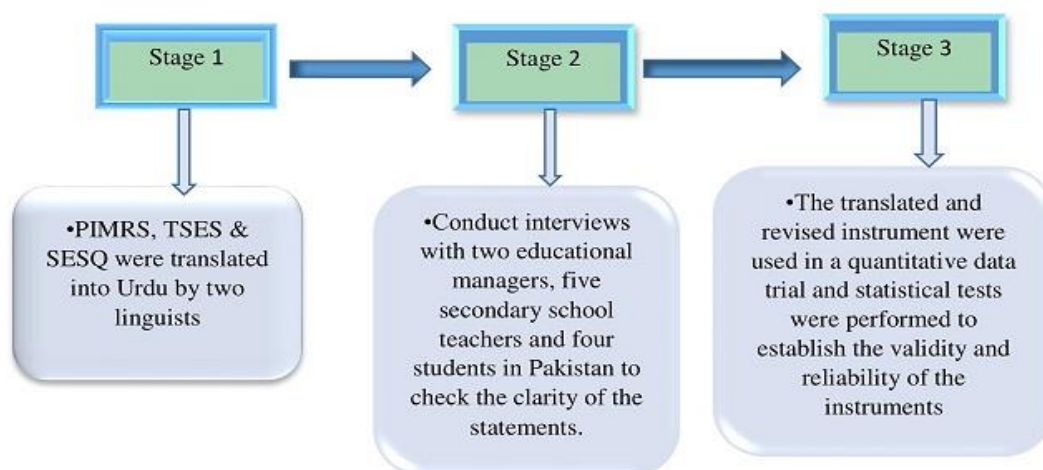 Stage 1
Stage 2
Stage 3
•PIMRS, TSES &
SESQ were translated
into Urdu by two
linguists
•Conduct interviews
with two educational
managers, five
secondary school
teachers and four
students in Pakistan to
check the clarity of the
statements.
•The translated and
revised instrument were
used in a quantitative data
trial and statistical tests
were performed to
establish the validity and
reliability of the
instruments